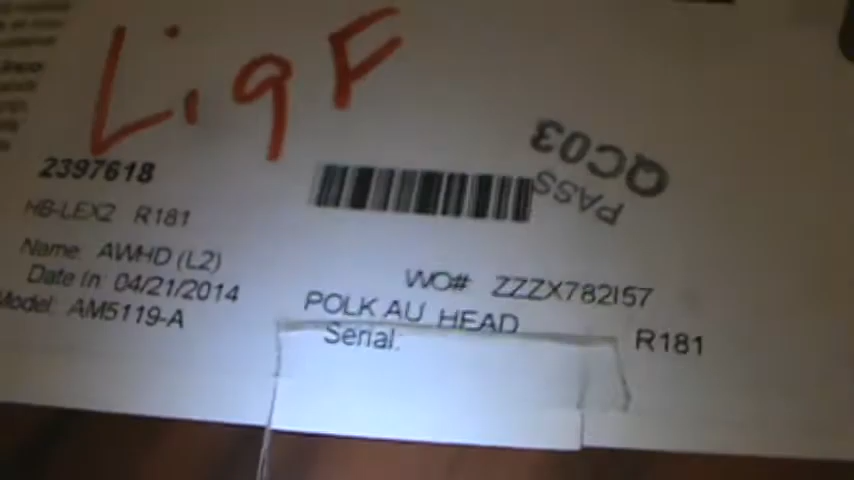 LiqF
QC03
PASS
2397618
HB-LEX2 R181
Name: AWHD (L2)
Date In: 04/21/2014
Model: AM5119-A
WO# ZZZX782I57
POLK AU HEAD R181
Serial: